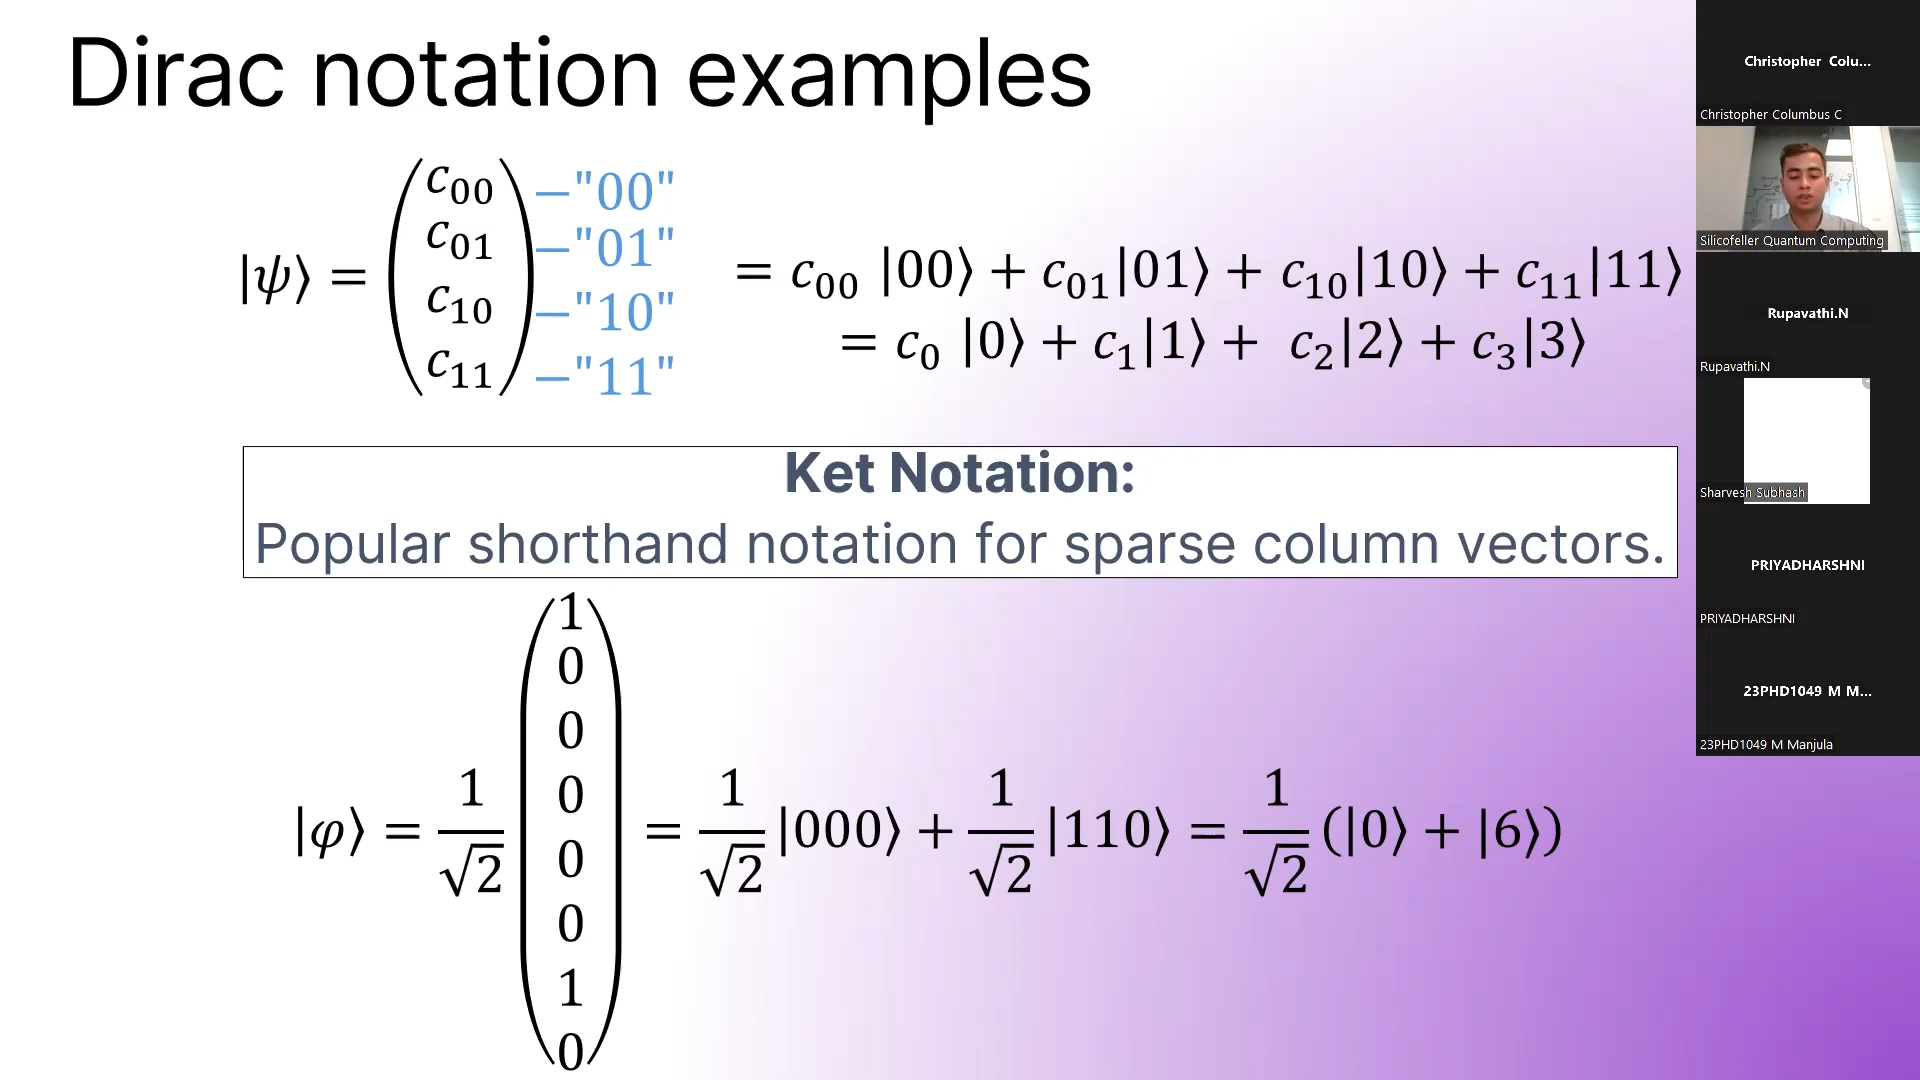 Dirac notation examples
|ψ⟩ = (c₀₀ c₀₁ c₁₀ c₁₁)
–"00"
–"01"
–"10"
–"11"
= c₀₀ |00⟩ + c₀₁|01⟩ + c₁₀|10⟩ + c₁₁|11⟩
= c₀ |0⟩ + c₁|1⟩ + c₂|2⟩ + c₃|3⟩
Ket Notation:
Popular shorthand notation for sparse column vectors.
|φ⟩ = 1/√2 (1 0 0 0 0 0 1 0) = 1/√2 |000⟩ + 1/√2 |110⟩ = 1/√2 (|0⟩ + |6⟩)
Christopher Colu...
Christopher Columbus C
Silicofeller Quantum Computing
Rupavathi.N
Rupavathi.N
Sharvesh Subhash
PRIYADHARSHNI
PRIYADHARSHNI
23PHD1049 M M...
23PHD1049 M Manjula